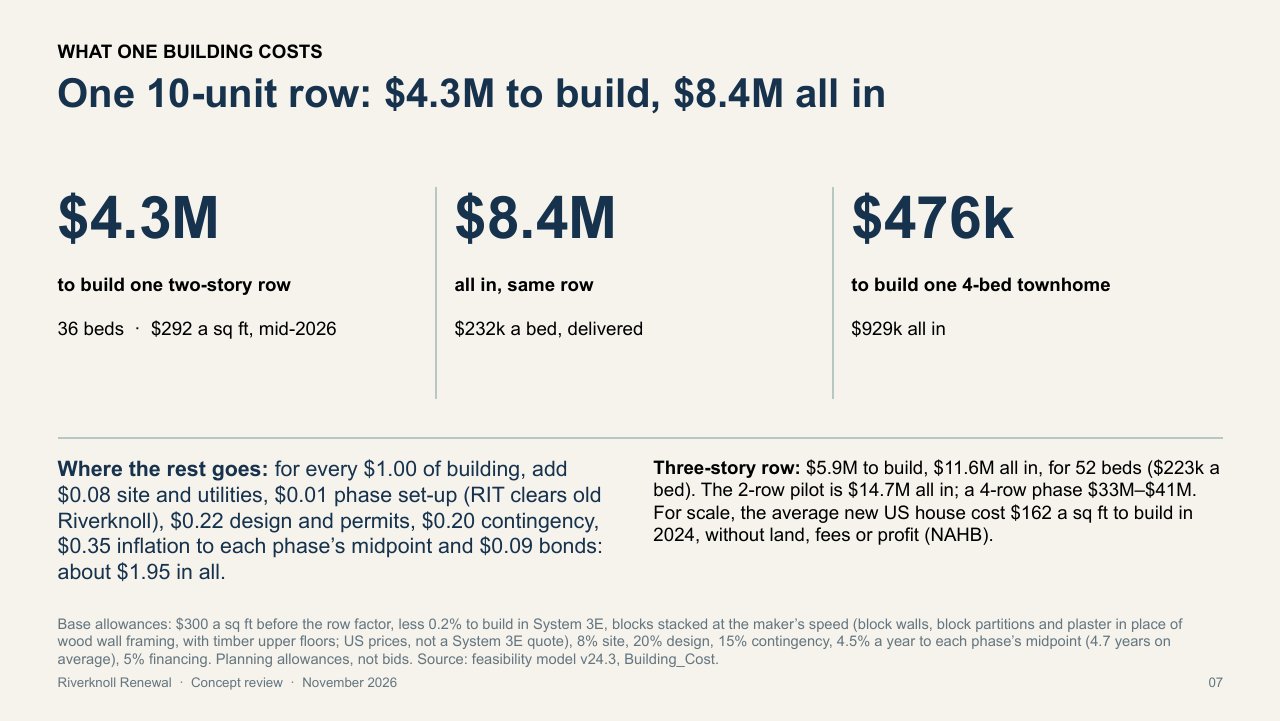 WHAT ONE BUILDING COSTS
One 10-unit row: $4.3M to build, $8.4M all in
$4.3M
to build one two-story row
36 beds · $292 a sq ft, mid-2026
$8.4M
all in, same row
$232k a bed, delivered
$476k
to build one 4-bed townhome
$929k all in
Where the rest goes: for every $1.00 of building, add
$0.08 site and utilities, $0.01 phase set-up (RIT clears old
Riverknoll), $0.22 design and permits, $0.20 contingency,
$0.35 inflation to each phase’s midpoint and $0.09 bonds:
about $1.95 in all.
Three-story row: $5.9M to build, $11.6M all in, for 52 beds ($223k a
bed). The 2-row pilot is $14.7M all in; a 4-row phase $33M–$41M.
For scale, the average new US house cost $162 a sq ft to build in
2024, without land, fees or profit (NAHB).
Base allowances: $300 a sq ft before the row factor, less 0.2% to build in System 3E, blocks stacked at the maker’s speed (block walls, block partitions and plaster in place of
wood wall framing, with timber upper floors; US prices, not a System 3E quote), 8% site, 20% design, 15% contingency, 4.5% a year to each phase’s midpoint (4.7 years on
average), 5% financing. Planning allowances, not bids. Source: feasibility model v24.3, Building_Cost.
Riverknoll Renewal · Concept review · November 2026
07